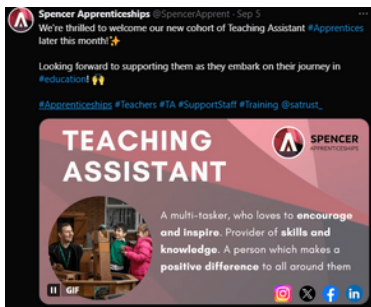 Spencer Apprenticeships @SpencerApprent · Sep 5
We're thrilled to welcome our new cohort of Teaching Assistant #Apprentices
later this month!✨
Looking forward to supporting them as they embark on their journey in
#education! 🙌
#Apprenticeships #Teachers #TA #SupportStaff #Training @satrust_
TEACHING
ASSISTANT
SPENCER
APPRENTICESHIPS
A multi-tasker, who loves to encourage
and inspire. Provider of skills and
knowledge. A person which makes a
positive difference to all around them
GIF